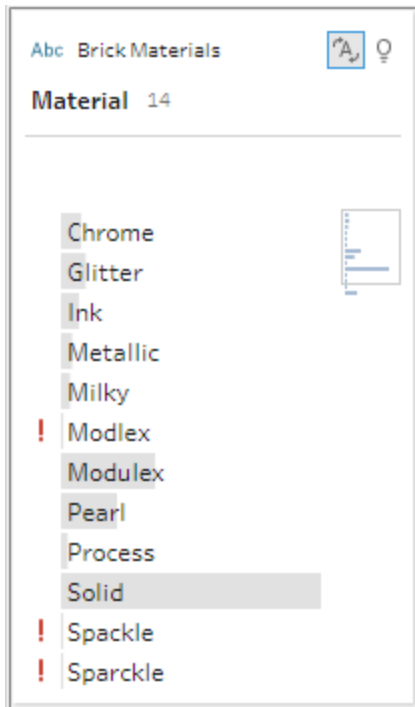 Abc Brick Materials
Material 14
Chrome
Glitter
Ink
Metallic
Milky
! Modlex
Modulex
Pearl
Process
Solid
! Spackle
! Sparckle